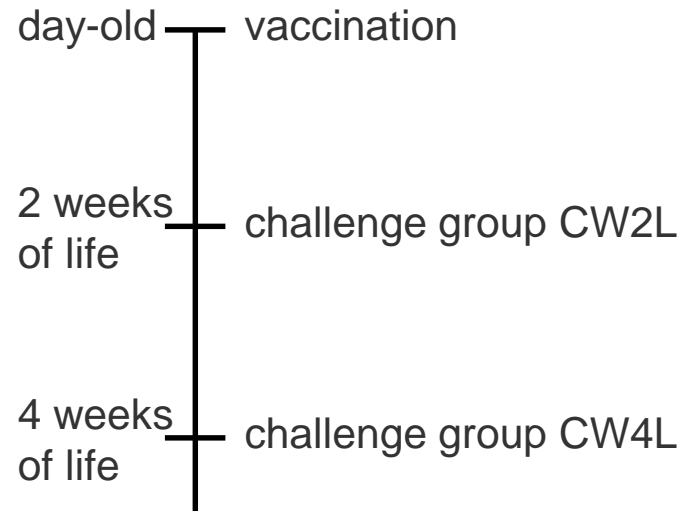 day-old vaccination
2 weeks
of life
challenge group CW2L
4 weeks
of life
challenge group CW4L